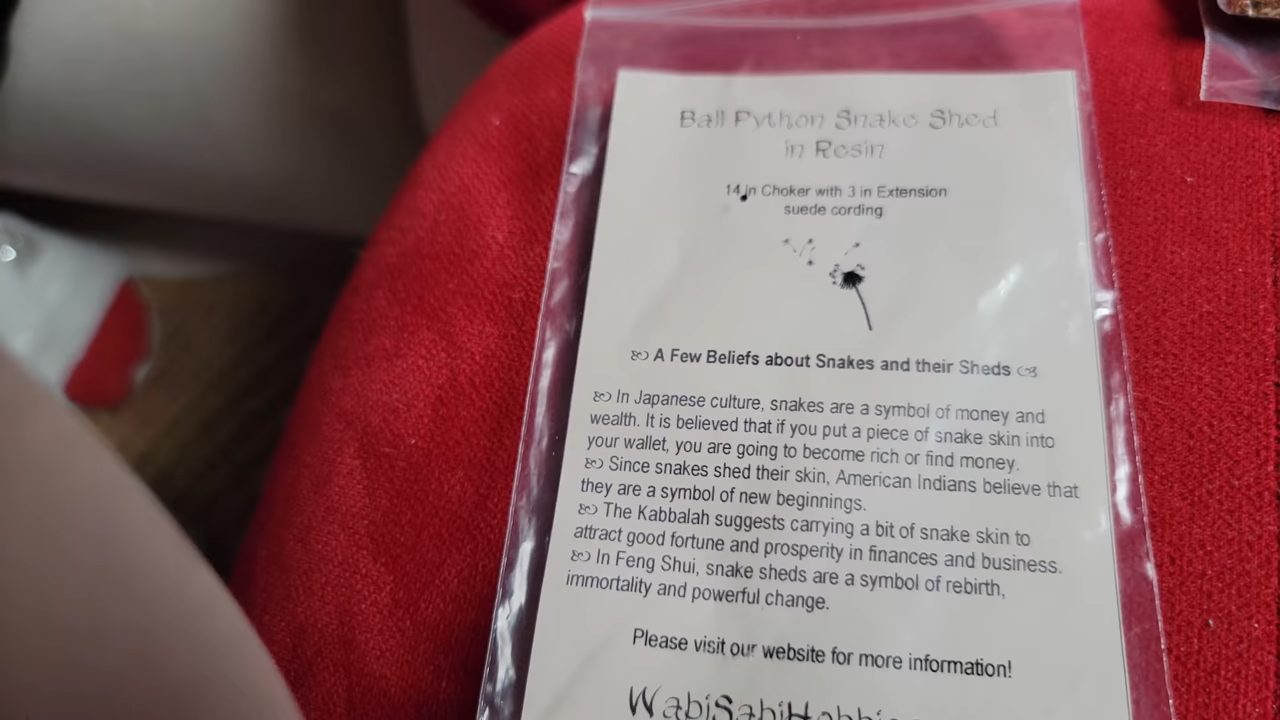 Ball Python Snake Shed
in Resin
14 in Choker with 3 in Extension
suede cording
A Few Beliefs about Snakes and their Sheds
In Japanese culture, snakes are a symbol of money and
wealth. It is believed that if you put a piece of snake skin into
your wallet, you are going to become rich or find money.
Since snakes shed their skin, American Indians believe that
they are a symbol of new beginnings.
The Kabbalah suggests carrying a bit of snake skin to
attract good fortune and prosperity in finances and business.
In Feng Shui, snake sheds are a symbol of rebirth,
immortality and powerful change.
Please visit our website for more information!